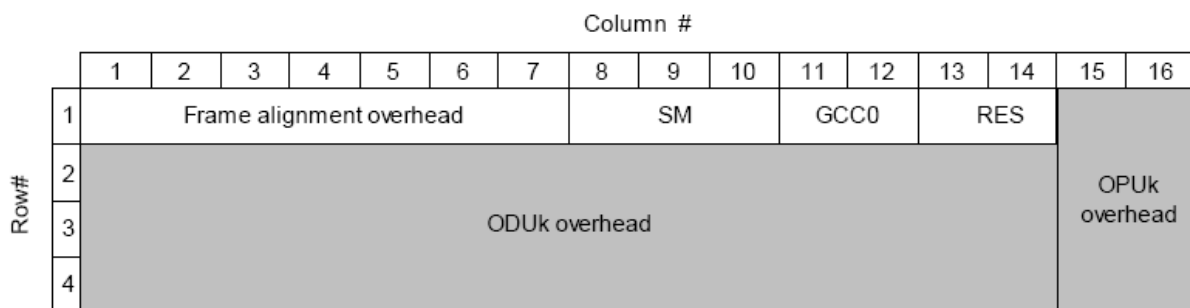 Column #
1 2 3 4 5 6 7 8 9 10 11 12 13 14 15 16
1 Frame alignment overhead SM GCC0 RES
2
3
4
Row#
ODUk overhead
OPUk
overhead